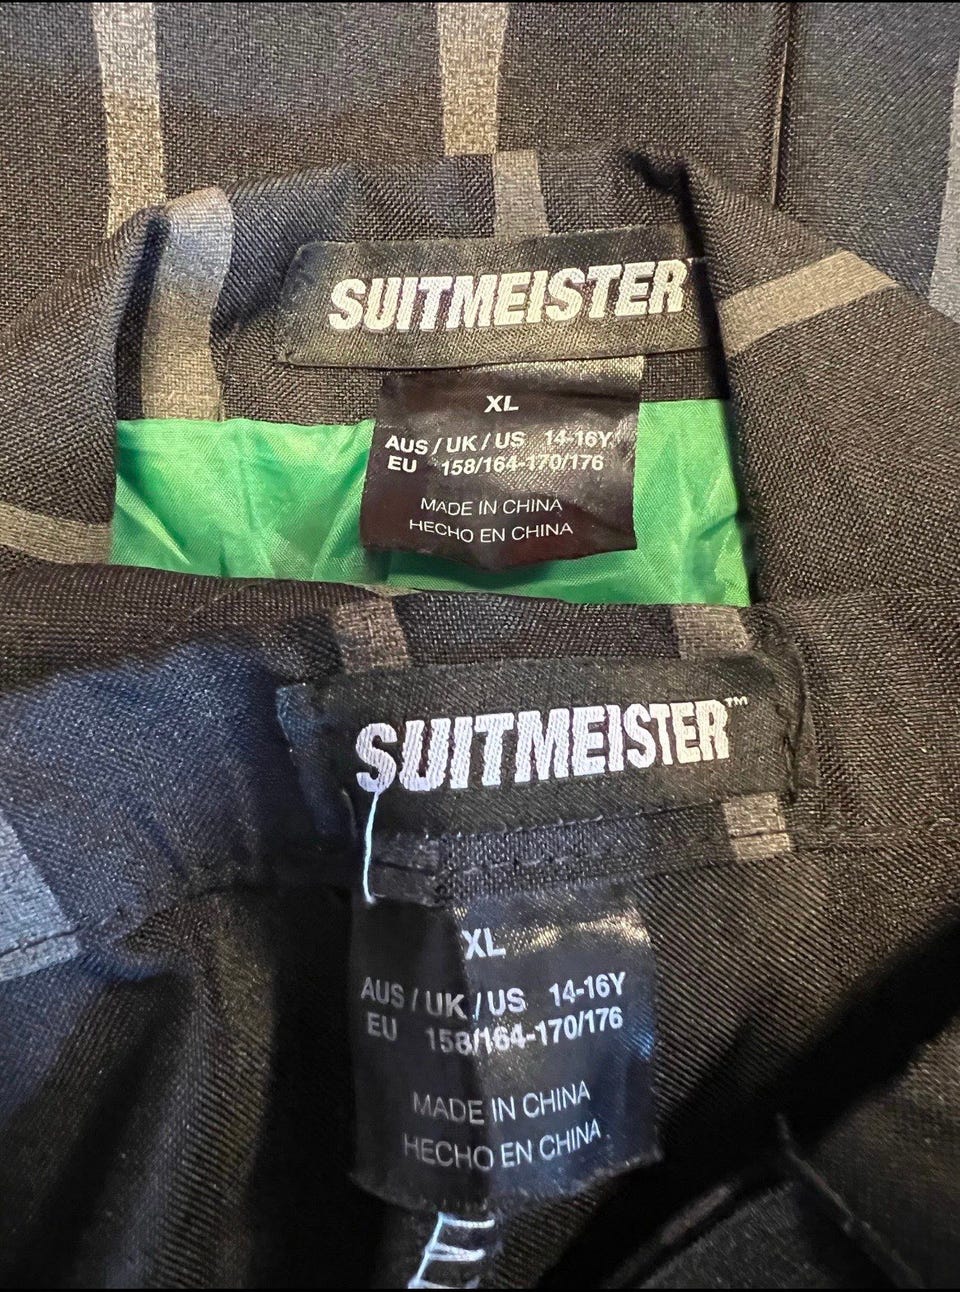 SUITMEISTER
XL
AUS / UK / US 14-16Y
EU 158/164-170/176
MADE IN CHINA
HECHO EN CHINA
SUITMEISTER™
XL
AUS / UK / US 14-16Y
EU 158/164-170/176
MADE IN CHINA
HECHO EN CHINA